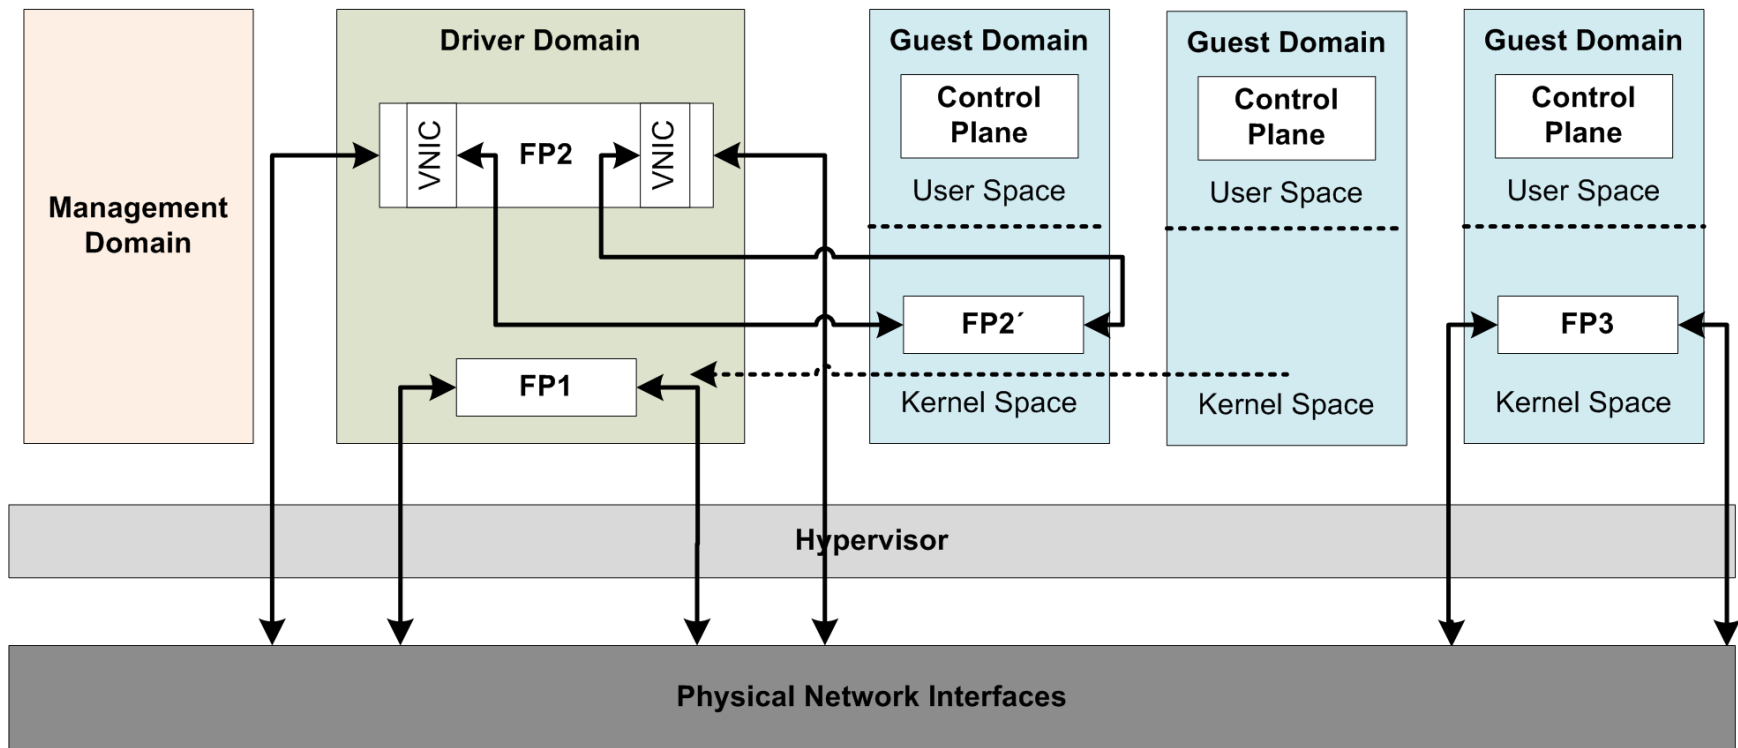 Management
Domain
Driver Domain
VNIC
FP2
VNIC
FP1
Guest Domain
Control
Plane
User Space
FP2´
Kernel Space
Guest Domain
Control
Plane
User Space
Kernel Space
Guest Domain
Control
Plane
User Space
FP3
Kernel Space
Hypervisor
Physical Network Interfaces